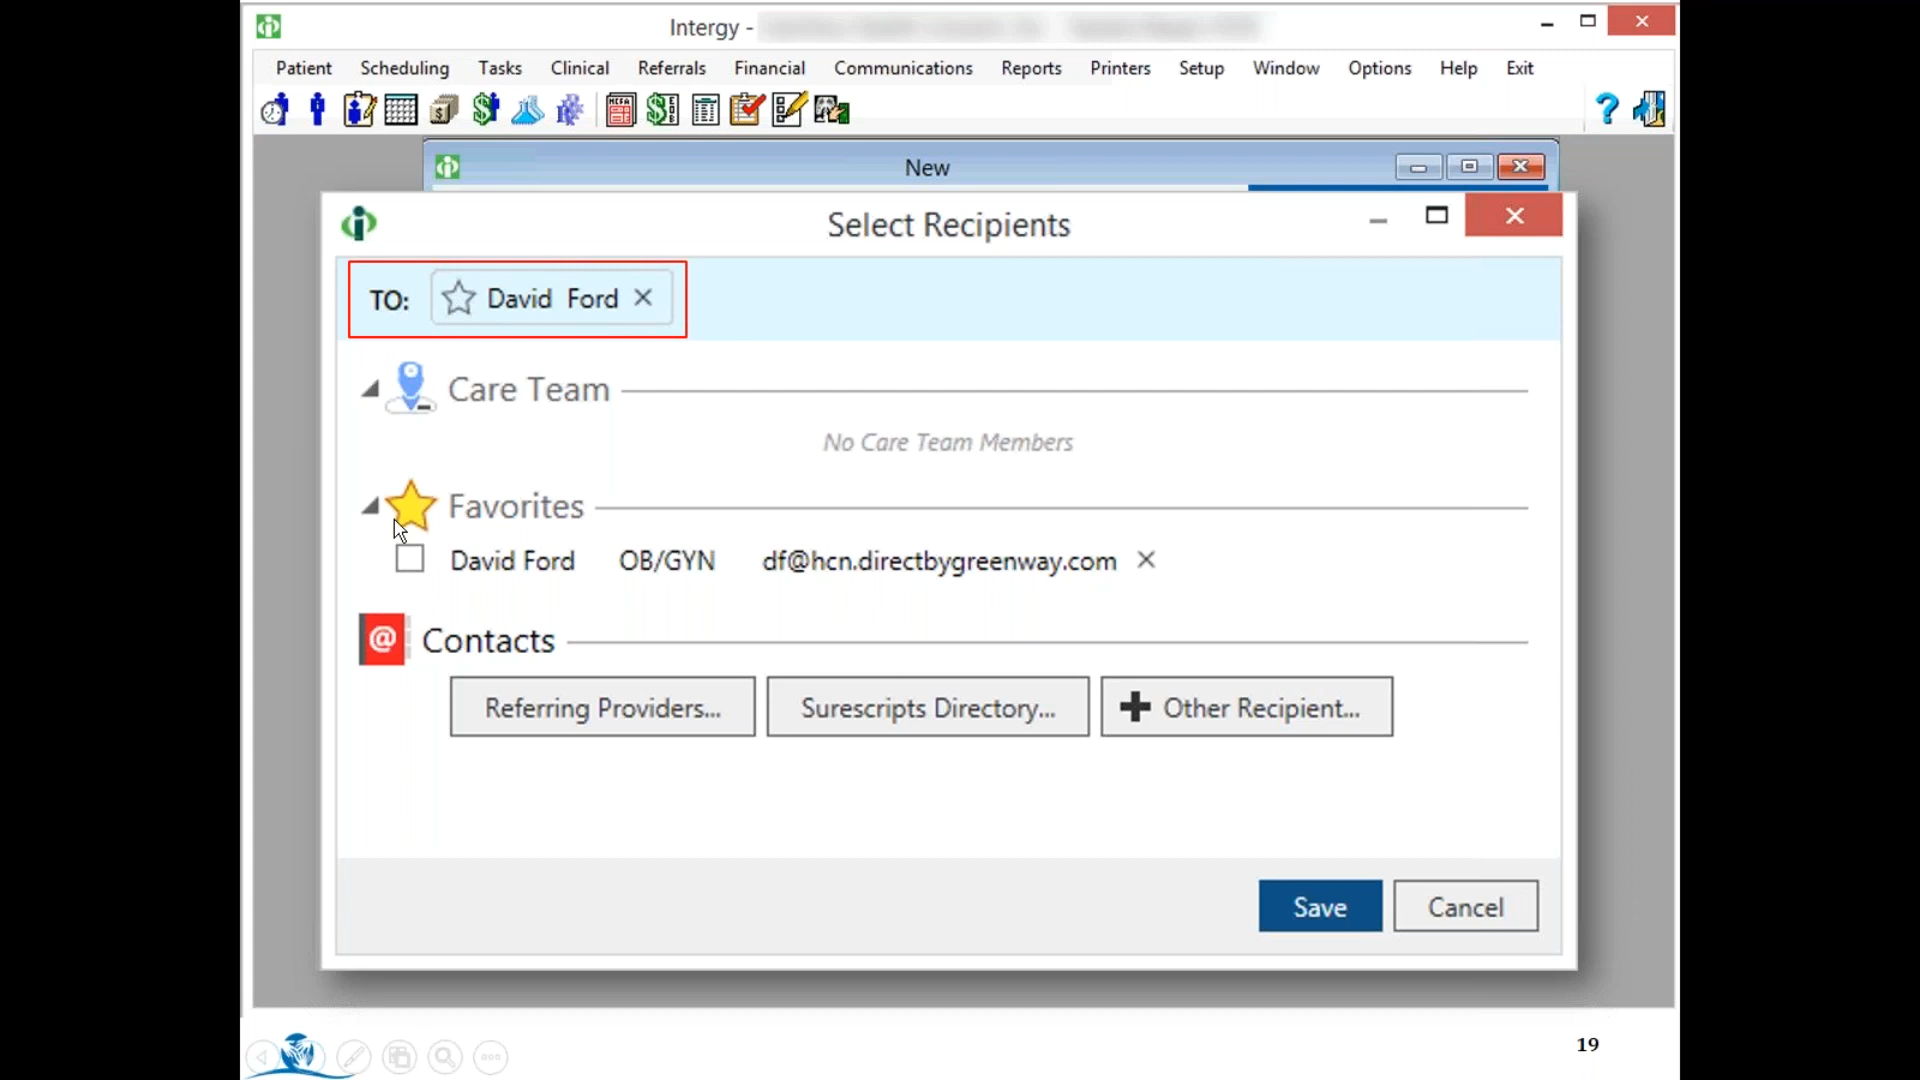 Intergy -
Patient Scheduling Tasks Clinical Referrals Financial Communications Reports Printers Setup Window Options Help Exit
New
Select Recipients
TO: David Ford
Care Team
No Care Team Members
Favorites
David Ford OB/GYN df@hcn.directbygreenway.com
@ Contacts
Referring Providers... Surescripts Directory... Other Recipient...
Save Cancel
19